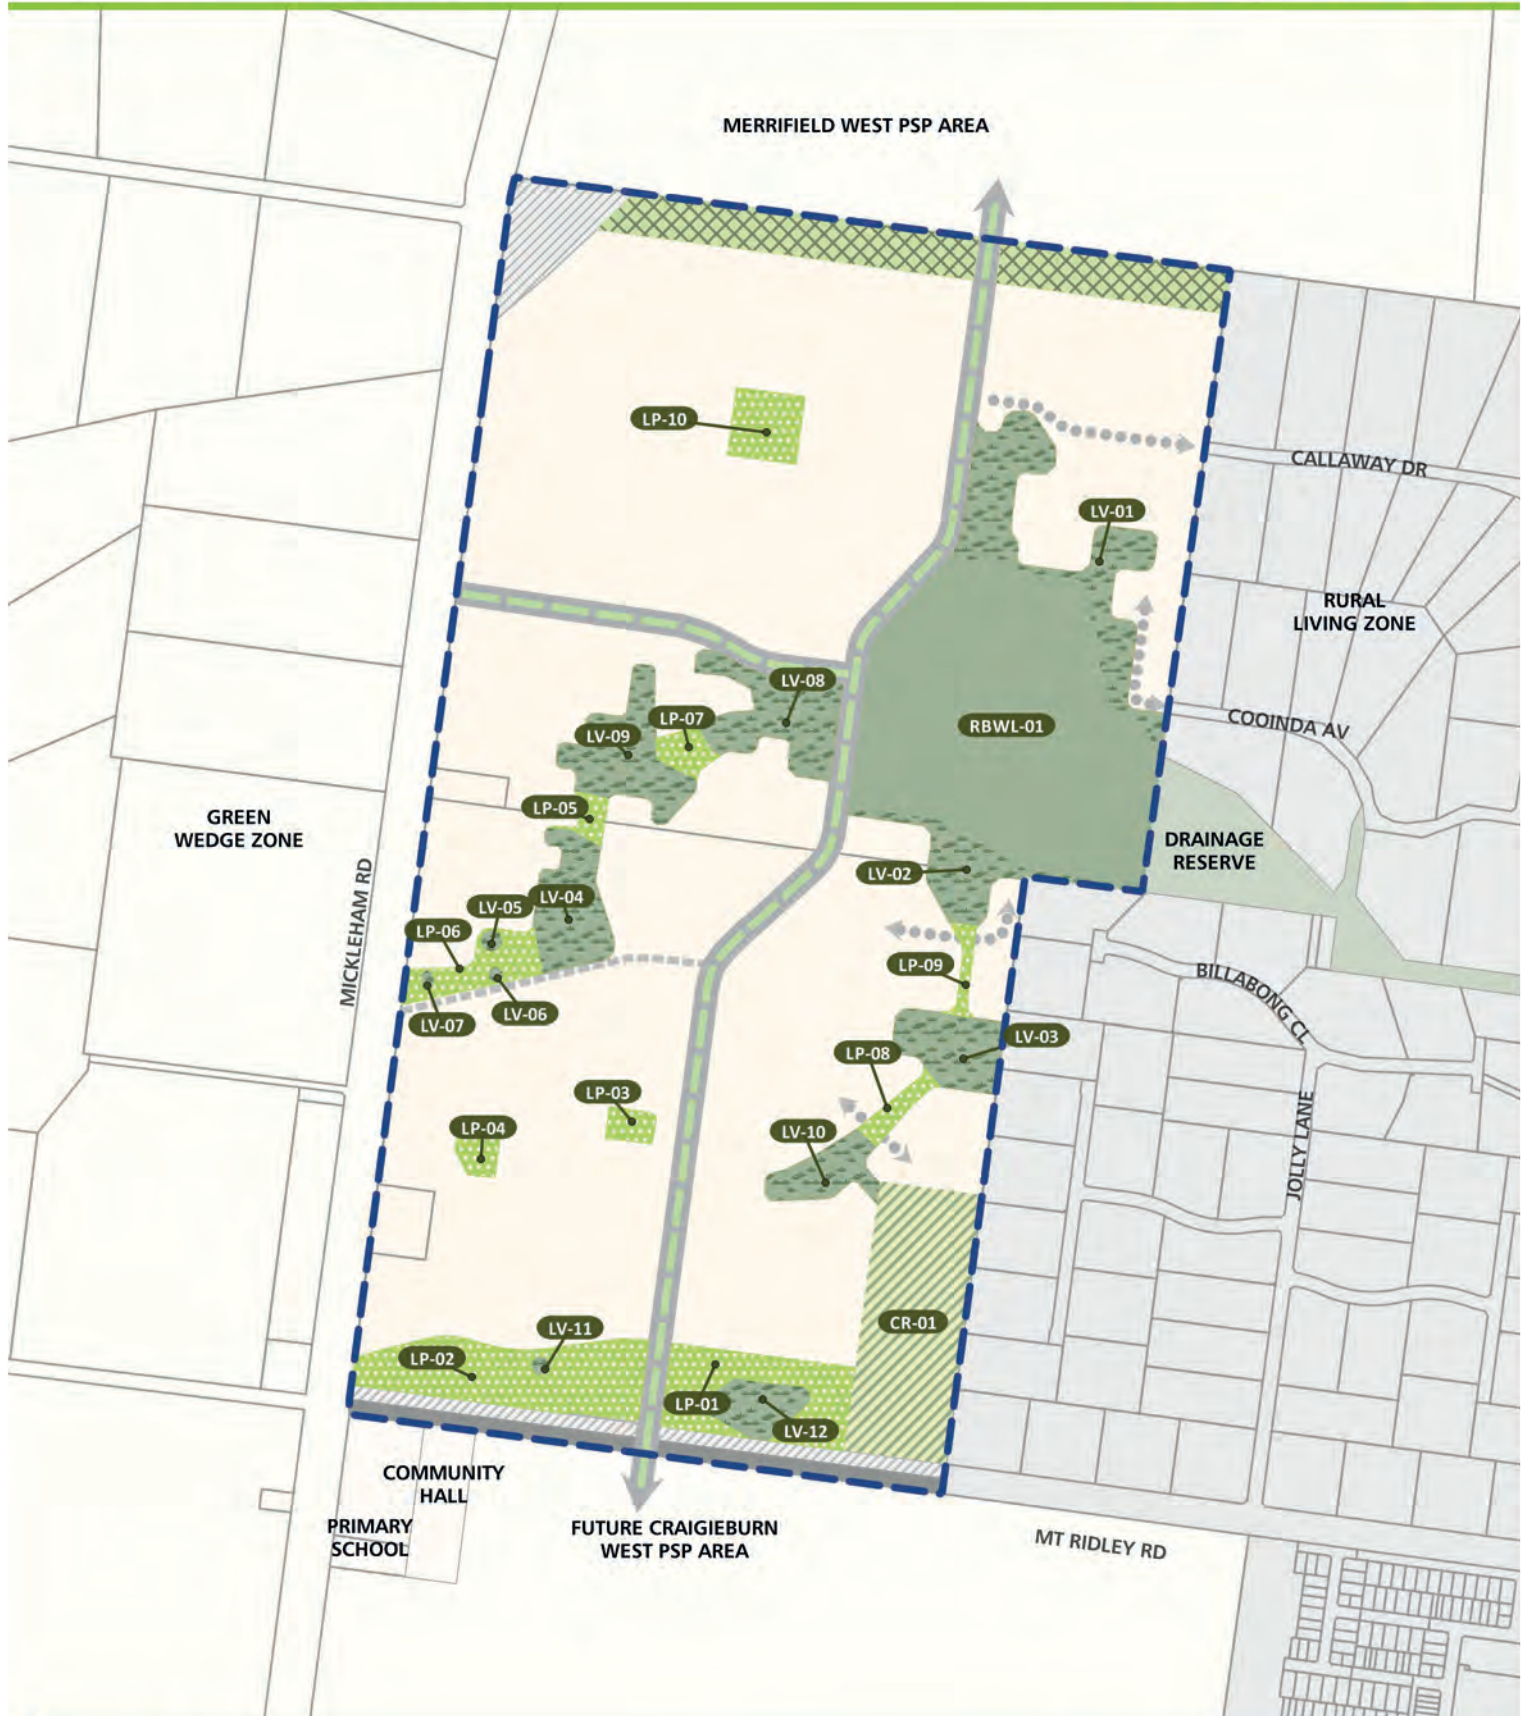 MERRIFIELD WEST PSP AREA
LP-10
CALLAWAY DR
LV-01
RURAL
LIVING ZONE
LV-08
LP-07
COOINDA AV
RBWL-01
LV-09
LP-05
GREEN
WEDGE ZONE
DRAINAGE
RESERVE
LV-02
MICKLEHAM RD
LV-04
LV-05
LP-06
LP-09
BILLABONG CL
LV-06
LV-07
LV-03
LP-08
LP-03
LP-04
LV-10
JOLLY LANE
CR-01
LV-11
LP-02
LP-01
LV-12
COMMUNITY
HALL
PRIMARY
SCHOOL
FUTURE CRAIGIEBURN
WEST PSP AREA
MT RIDLEY RD